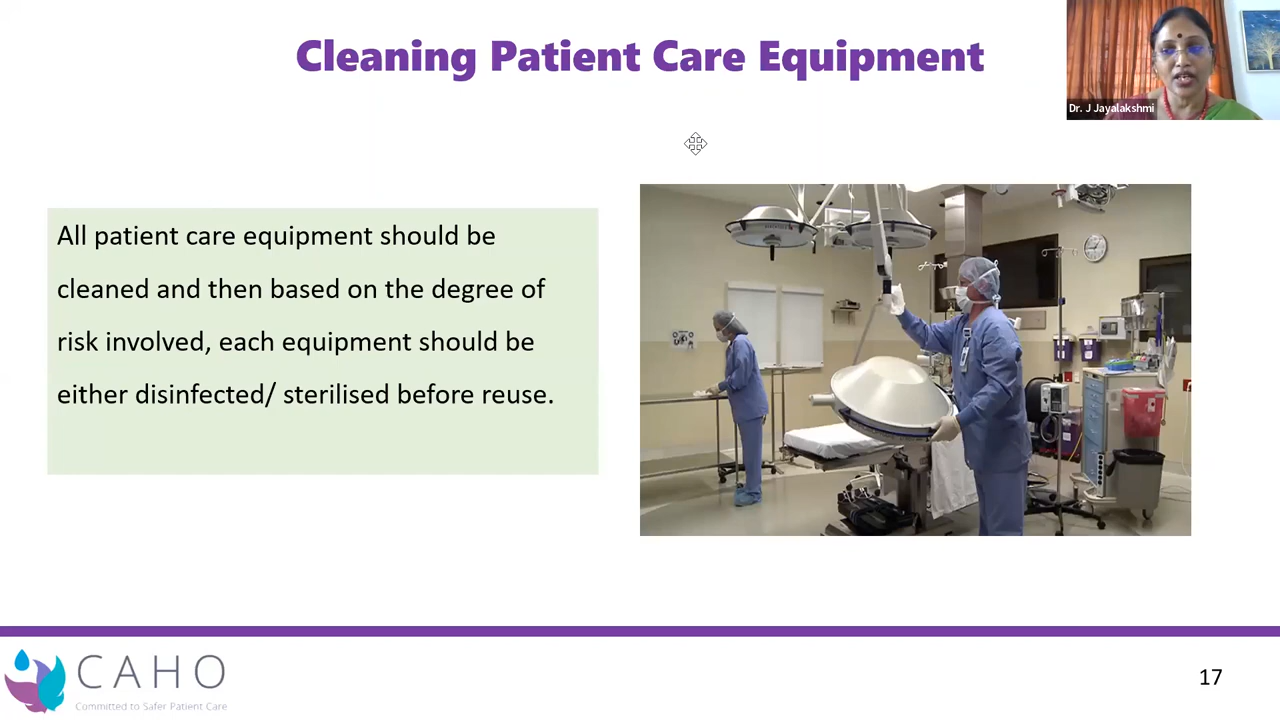 Cleaning Patient Care Equipment
Dr. J Jayalakshmi
All patient care equipment should be
cleaned and then based on the degree of
risk involved, each equipment should be
either disinfected/ sterilised before reuse.
CAHO
Committed to Safer Patient Care
17